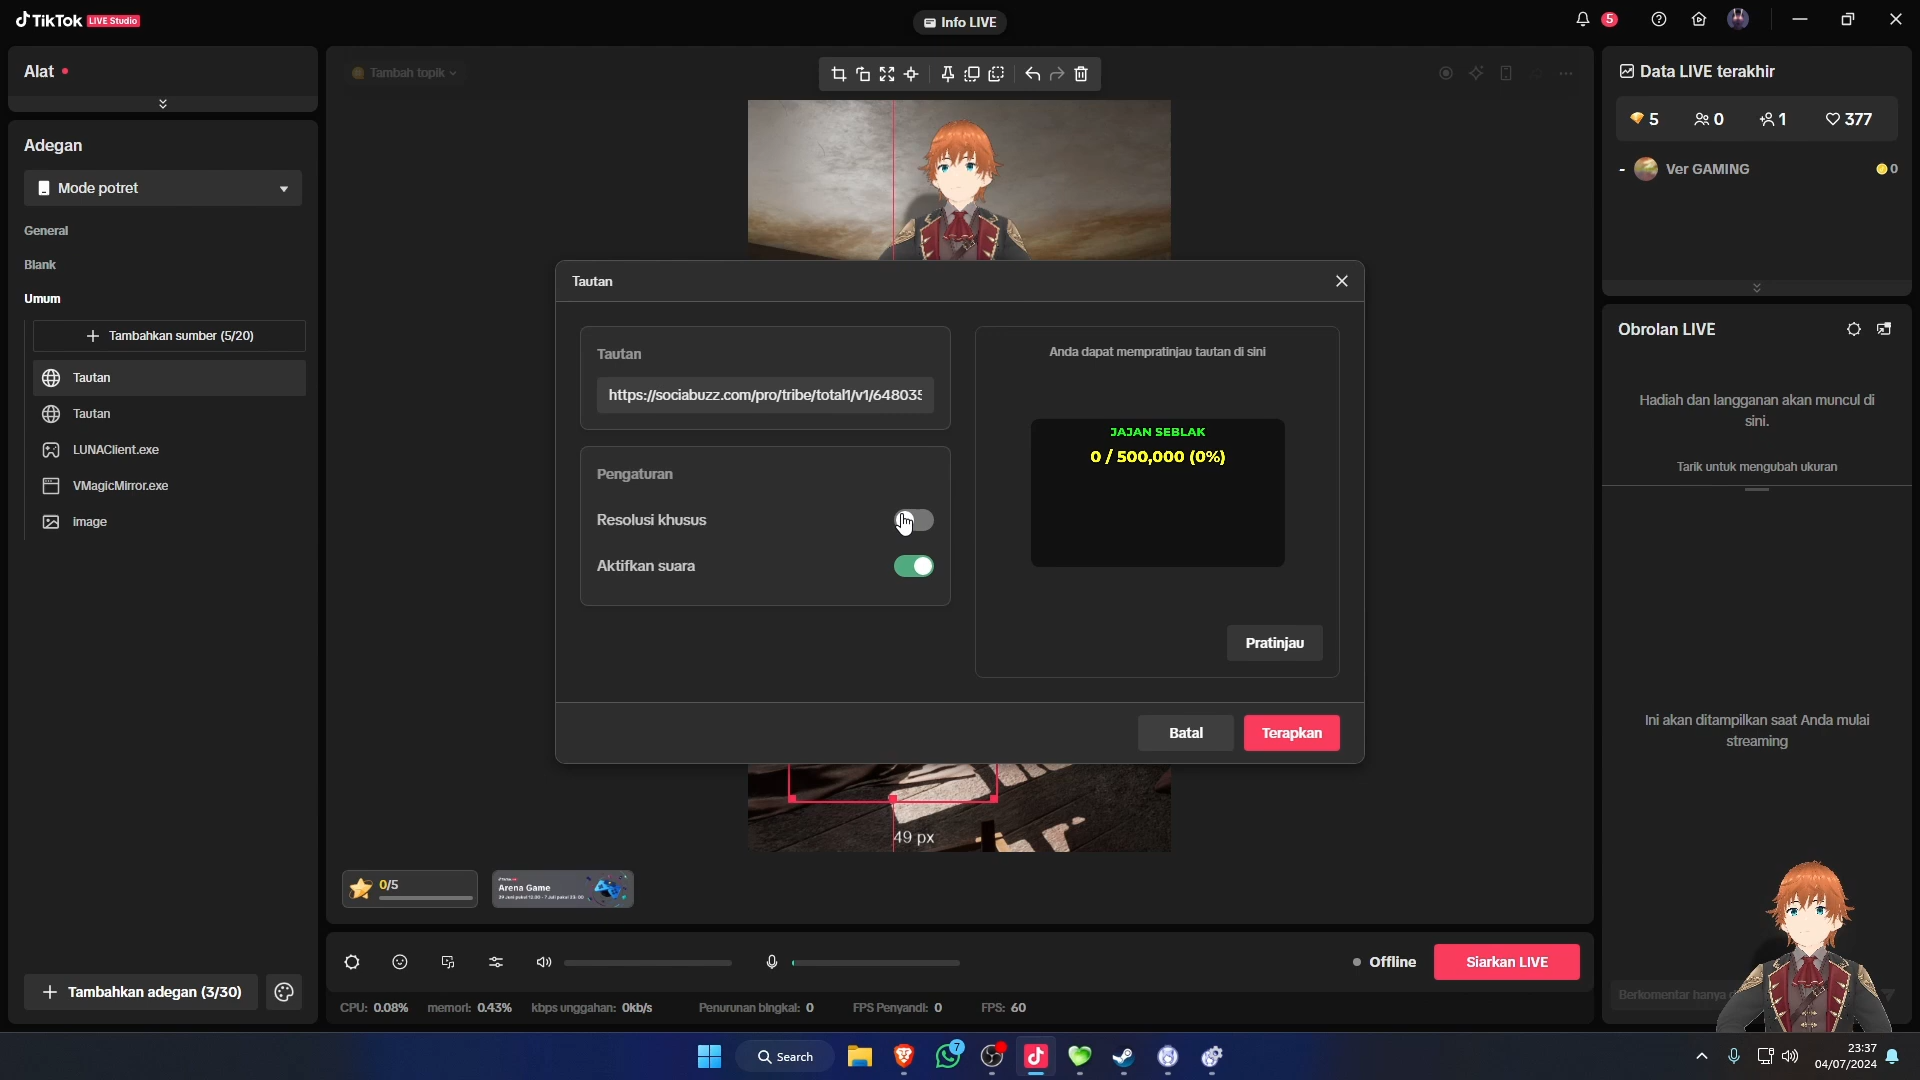 TikTok LIVE Studio
Info LIVE
5
Alat
Tambah topik
Data LIVE terakhir
5 0 1 377
- Ver GAMING 0
Adegan
Mode potret
General
Blank
Umum
Tambahkan sumber (5/20)
Tautan
Tautan
LUNAClient.exe
VMagicMirror.exe
image
Tambahkan adegan (3/30)
Tautan
Tautan
https://sociabuzz.com/pro/tribe/total1/v1/648035
Pengaturan
Resolusi khusus
Aktifkan suara
Anda dapat mempratinjau tautan di sini
JAJAN SEBLAK
0 / 500,000 (0%)
Pratinjau
Batal
Terapkan
49 px
0/5
Arena Game
Offline
Siarkan LIVE
CPU: 0.08% memori: 0.43% kbps unggahan: 0kb/s Penurunan bingkai: 0 FPS Penyandi: 0 FPS: 60
Obrolan LIVE
Hadiah dan langganan akan muncul di
sini.
Tarik untuk mengubah ukuran
Ini akan ditampilkan saat Anda mulai
streaming
Berkomentar hanya
Search
7
23:37
04/07/2024